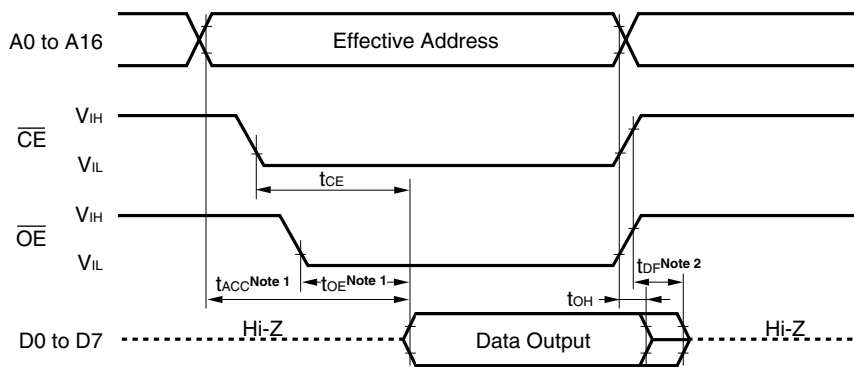 A0 to A16
Effective Address
CE
VIH
VIL
tCE
OE
VIH
VIL
tACC Note 1
tOE Note 1
tDF Note 2
tOH
D0 to D7
Hi-Z
Data Output
Hi-Z